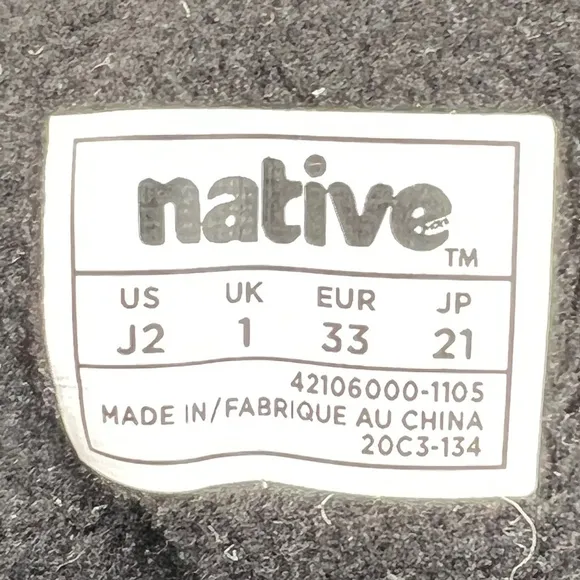 native
TM
US UK EUR JP
J2 1 33 21
42106000-1105
MADE IN/FABRIQUE AU CHINA
20C3-134